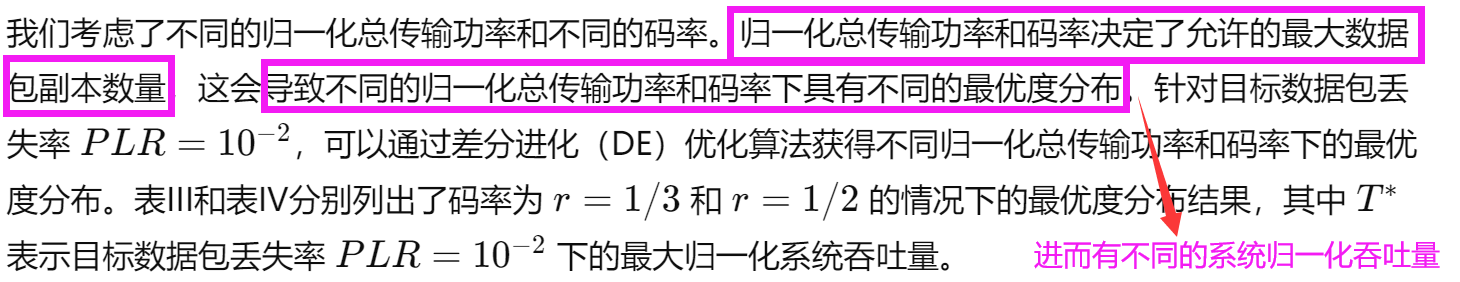 我们考虑了不同的归一化总传输功率和不同的码率。归一化总传输功率和码率决定了允许的最大数据
包副本数量 这会导致不同的归一化总传输功率和码率下具有不同的最优度分布。针对目标数据包丢
失率 PLR = 10⁻²，可以通过差分进化（DE）优化算法获得不同归一化总传输功率和码率下的最优
度分布。表III和表IV分别列出了码率为 r = 1/3 和 r = 1/2 的情况下的最优度分布结果，其中 T*
表示目标数据包丢失率 PLR = 10⁻² 下的最大归一化系统吞吐量。
进而有不同的系统归一化吞吐量